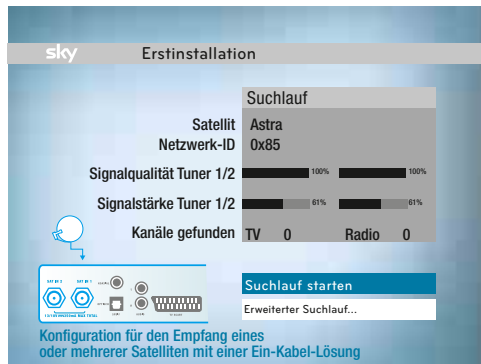 sky Erstinstallation
Suchlauf
Satellit Astra
Netzwerk-ID 0x85
Signalqualität Tuner 1/2 100% 100%
Signalstärke Tuner 1/2 61% 61%
Kanäle gefunden TV 0 Radio 0
SAT IN 2 SAT IN 1
Suchlauf starten
Erweiterter Suchlauf...
Konfiguration für den Empfang eines
oder mehrerer Satelliten mit einer Ein-Kabel-Lösung